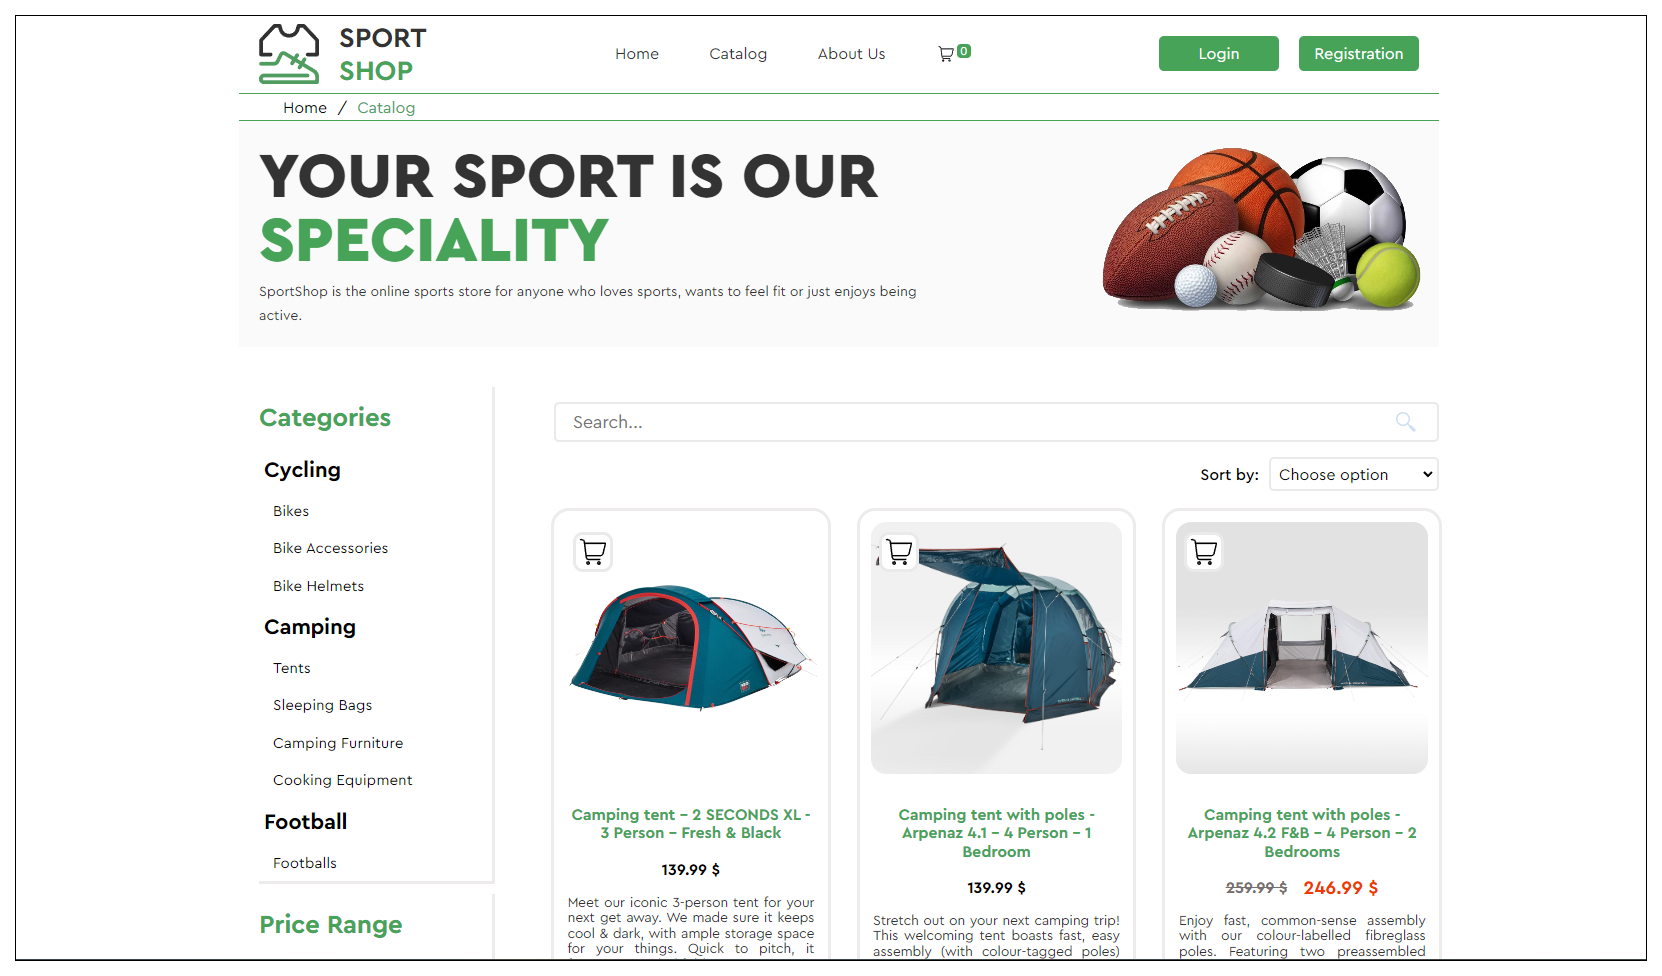 SPORT
SHOP
Home Catalog About Us 0
Login Registration
Home / Catalog
YOUR SPORT IS OUR
SPECIALITY
SportShop is the online sports store for anyone who loves sports, wants to feel fit or just enjoys being
active.
Categories
Cycling
Bikes
Bike Accessories
Bike Helmets
Camping
Tents
Sleeping Bags
Camping Furniture
Cooking Equipment
Football
Footballs
Price Range
Search...
Sort by: Choose option
Camping tent – 2 SECONDS XL -
3 Person – Fresh & Black
139.99 $
Meet our iconic 3-person tent for your
next get away. We made sure it keeps
cool & dark, with ample storage space
for your things. Quick to pitch, it
Camping tent with poles -
Arpenaz 4.1 – 4 Person – 1
Bedroom
139.99 $
Stretch out on your next camping trip!
This welcoming tent boasts fast, easy
assembly (with colour-tagged poles)
Camping tent with poles -
Arpenaz 4.2 F&B – 4 Person – 2
Bedrooms
259.99 $ 246.99 $
Enjoy fast, common-sense assembly
with our colour-labelled fibreglass
poles. Featuring two preassembled